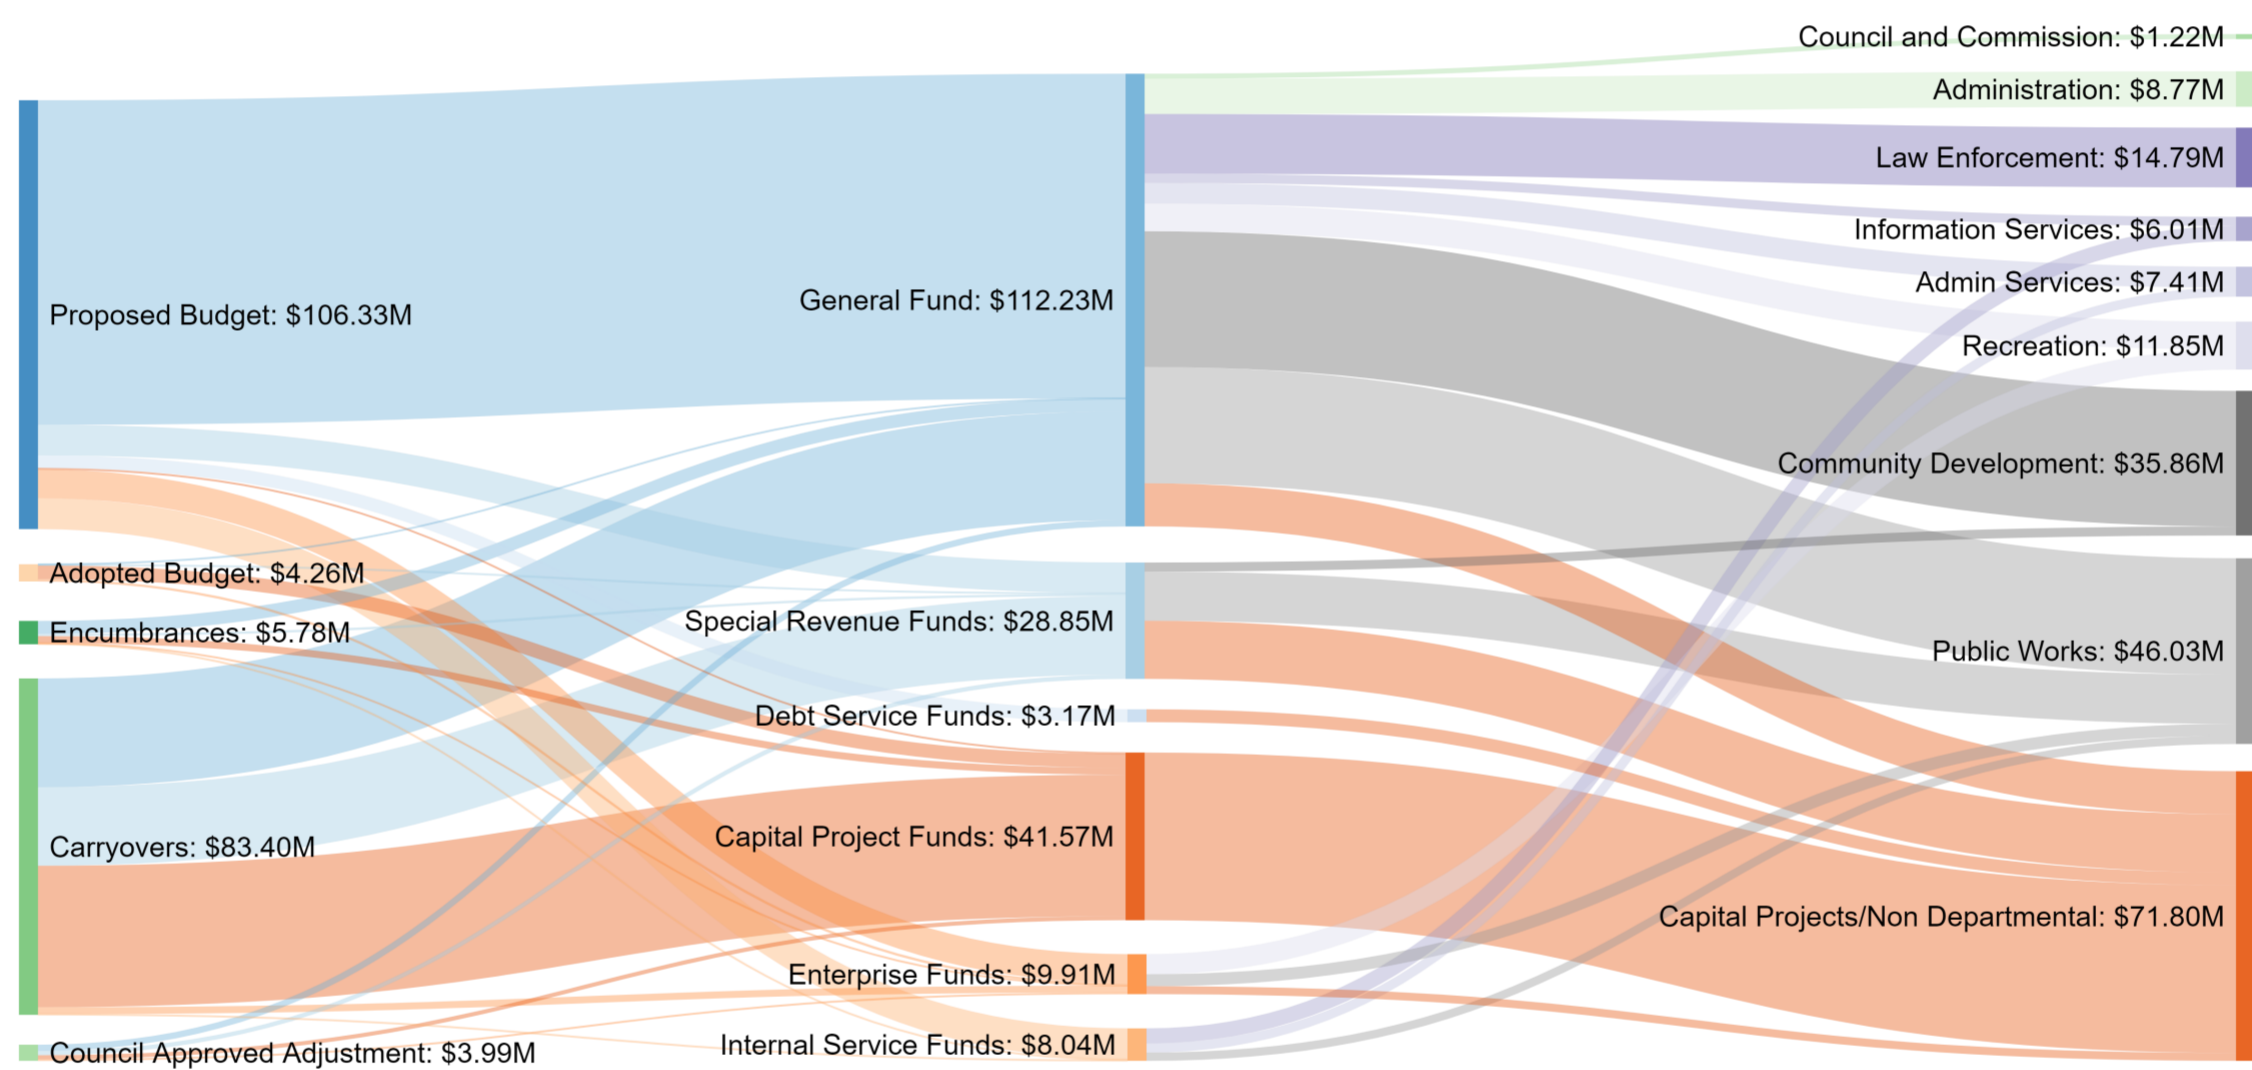 Proposed Budget: $106.33M
Adopted Budget: $4.26M
Encumbrances: $5.78M
Carryovers: $83.40M
Council Approved Adjustment: $3.99M
General Fund: $112.23M
Special Revenue Funds: $28.85M
Debt Service Funds: $3.17M
Capital Project Funds: $41.57M
Enterprise Funds: $9.91M
Internal Service Funds: $8.04M
Council and Commission: $1.22M
Administration: $8.77M
Law Enforcement: $14.79M
Information Services: $6.01M
Admin Services: $7.41M
Recreation: $11.85M
Community Development: $35.86M
Public Works: $46.03M
Capital Projects/Non Departmental: $71.80M